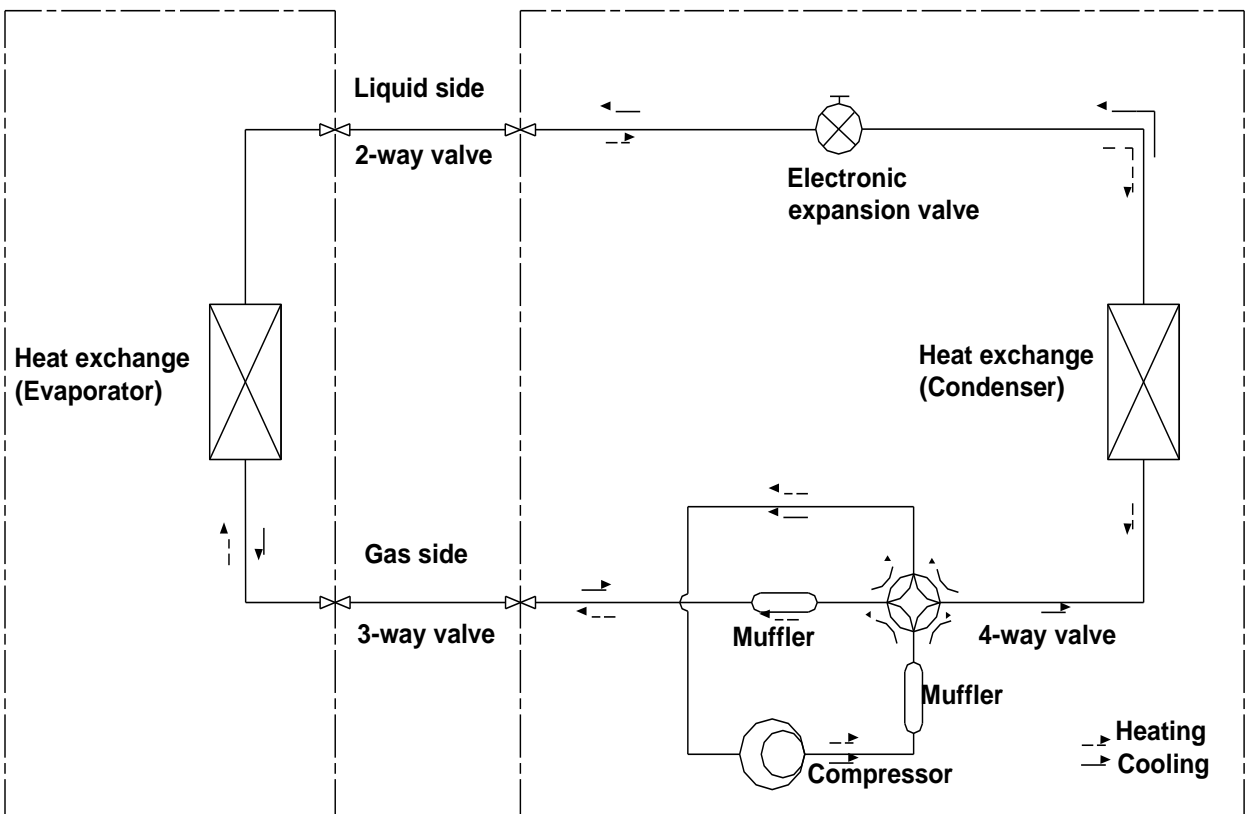 Liquid side
2-way valve
Electronic
expansion valve
Heat exchange
(Evaporator)
Heat exchange
(Condenser)
Gas side
3-way valve
Muffler
4-way valve
Muffler
Compressor
Heating
Cooling